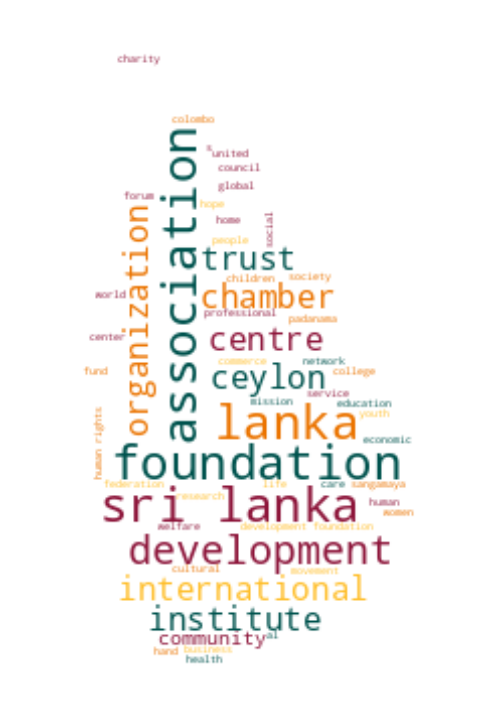 charity
colombo
association
s
united
council
global
forum
hope
home
social
organization
people
trust
children
society
world
chamber
professional
padanama
center
centre
commerce
network
fund
ceylon
college
service
mission
education
lanka
youth
human rights
economic
foundation
federation
life
care
sangamaya
sri lanka
research
human
women
welfare
development foundation
development
cultural
movement
international
institute
community
al
hand
business
health